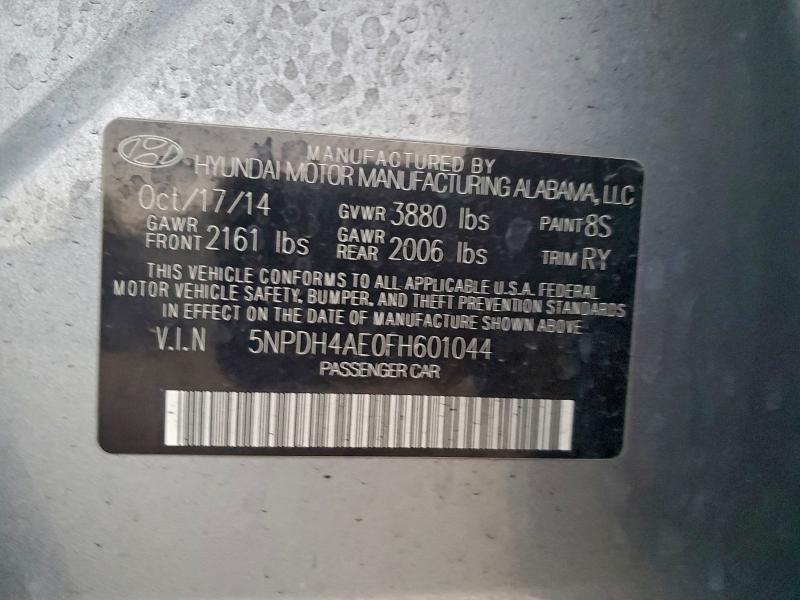 MANUFACTURED BY
HYUNDAI MOTOR MANUFACTURING ALABAMA, LLC
Oct/17/14 GVWR 3880 lbs PAINT 8S
GAWR FRONT 2161 lbs GAWR REAR 2006 lbs TRIM RY
THIS VEHICLE CONFORMS TO ALL APPLICABLE U.S.A. FEDERAL
MOTOR VEHICLE SAFETY, BUMPER, AND THEFT PREVENTION STANDARDS
IN EFFECT ON THE DATE OF MANUFACTURE SHOWN ABOVE.
V.I.N 5NPDH4AE0FH601044
PASSENGER CAR